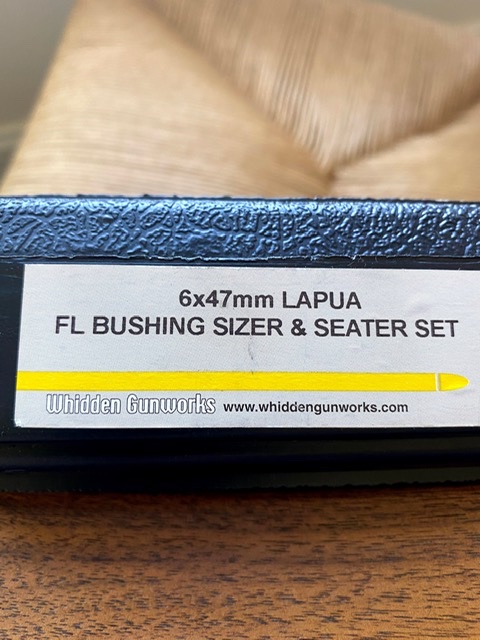 6x47mm LAPUA
FL BUSHING SIZER & SEATER SET
Whidden Gunworks www.whiddengunworks.com